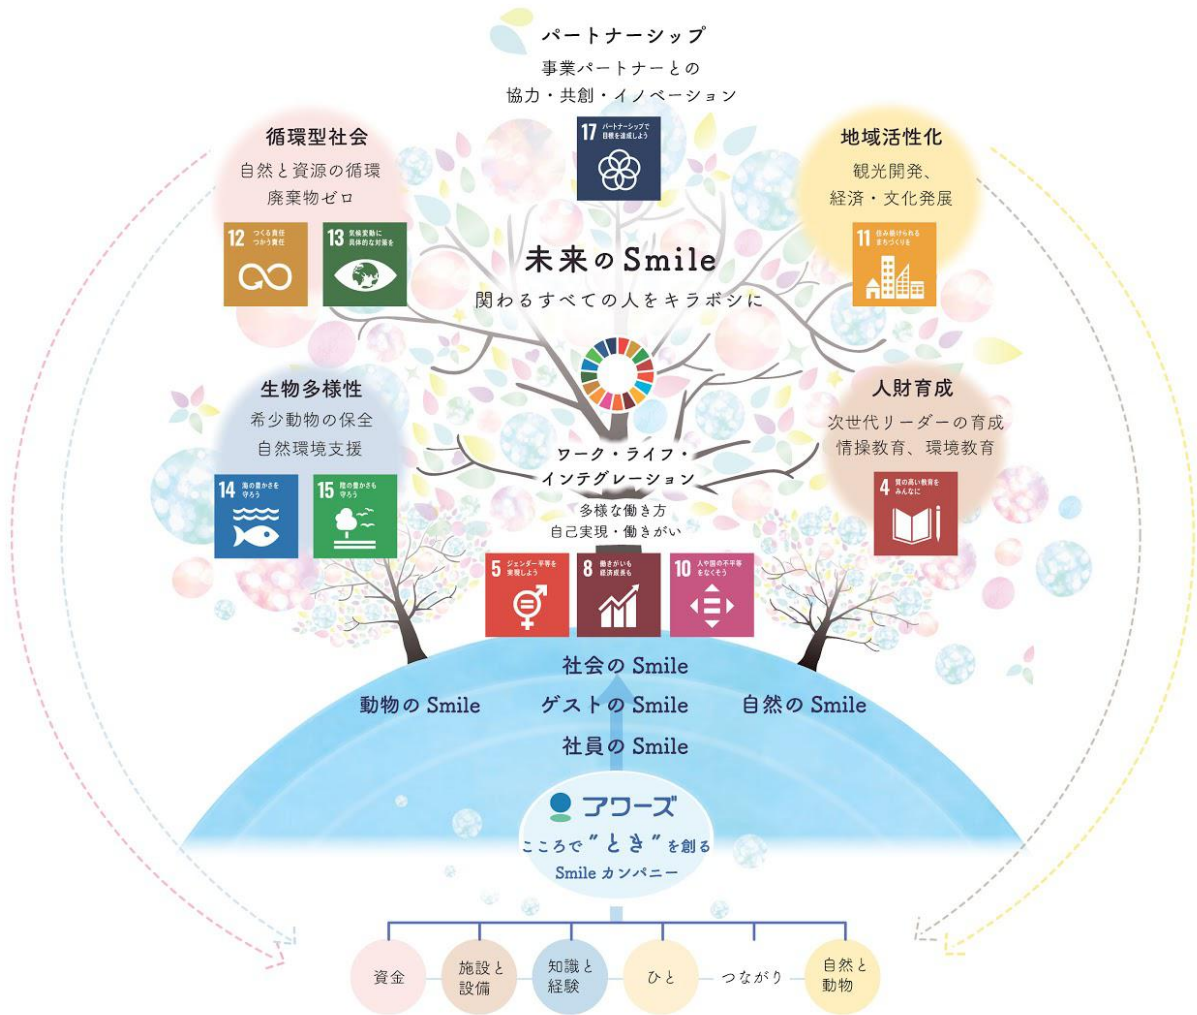 パートナーシップ
事業パートナーとの
協力・共創・イノベーション
17 パートナーシップで
目標を達成しよう
循環型社会
自然と資源の循環
廃棄物ゼロ
12 つくる責任
つかう責任
13 気候変動に
具体的な対策を
地域活性化
観光開発、
経済・文化発展
11 住み続けられる
まちづくりを
未来のSmile
関わるすべての人をキラボシに
生物多様性
希少動物の保全
自然環境支援
14 海の豊かさを
守ろう
15 陸の豊かさも
守ろう
人財育成
次世代リーダーの育成
情操教育、環境教育
4 質の高い教育を
みんなに
ワーク・ライフ・
インテグレーション
多様な働き方
自己実現・働きがい
5 ジェンダー平等を
実現しよう
8 働きがいも
経済成長も
10 人や国の不平等
をなくそう
社会のSmile
動物のSmile
ゲストのSmile
自然のSmile
社員のSmile
アワーズ
こころで"とき"を創る
Smileカンパニー
資金
施設と
設備
知識と
経験
ひと
つながり
自然と
動物